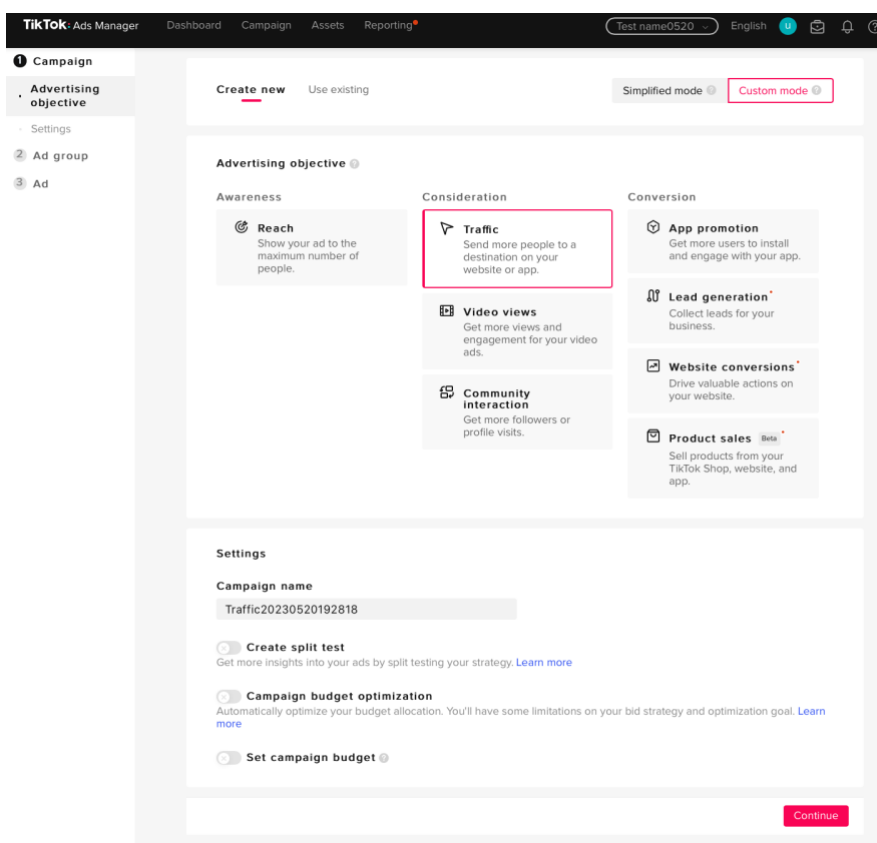 TikTok: Ads Manager
Dashboard Campaign Assets Reporting
Test name0520
English
U
1 Campaign
Advertising
objective
Settings
2 Ad group
3 Ad
Create new
Use existing
Simplified mode ?
Custom mode ?
Advertising objective ?
Awareness
Reach
Show your ad to the
maximum number of
people.
Consideration
Traffic
Send more people to a
destination on your
website or app.
Video views
Get more views and
engagement for your video
ads.
Community
interaction
Get more followers or
profile visits.
Conversion
App promotion
Get more users to install
and engage with your app.
Lead generation
Collect leads for your
business.
Website conversions
Drive valuable actions on
your website.
Product sales Beta
Sell products from your
TikTok Shop, website, and
app.
Settings
Campaign name
Traffic20230520192818
Create split test
Get more insights into your ads by split testing your strategy. Learn more
Campaign budget optimization
Automatically optimize your budget allocation. You'll have some limitations on your bid strategy and optimization goal. Learn
more
Set campaign budget ?
Continue